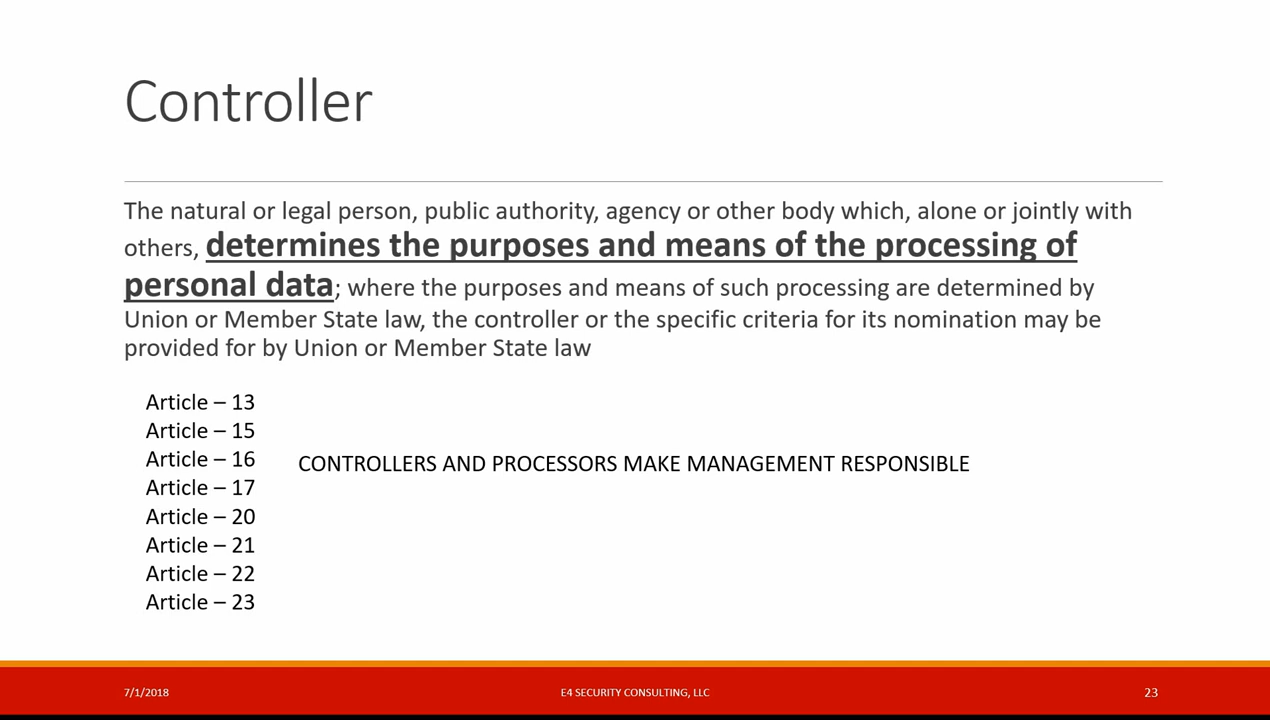 Controller
The natural or legal person, public authority, agency or other body which, alone or jointly with
others, determines the purposes and means of the processing of
personal data; where the purposes and means of such processing are determined by
Union or Member State law, the controller or the specific criteria for its nomination may be
provided for by Union or Member State law
Article – 13
Article – 15
Article – 16
Article – 17
Article – 20
Article – 21
Article – 22
Article – 23
CONTROLLERS AND PROCESSORS MAKE MANAGEMENT RESPONSIBLE
7/1/2018
E4 SECURITY CONSULTING, LLC
23